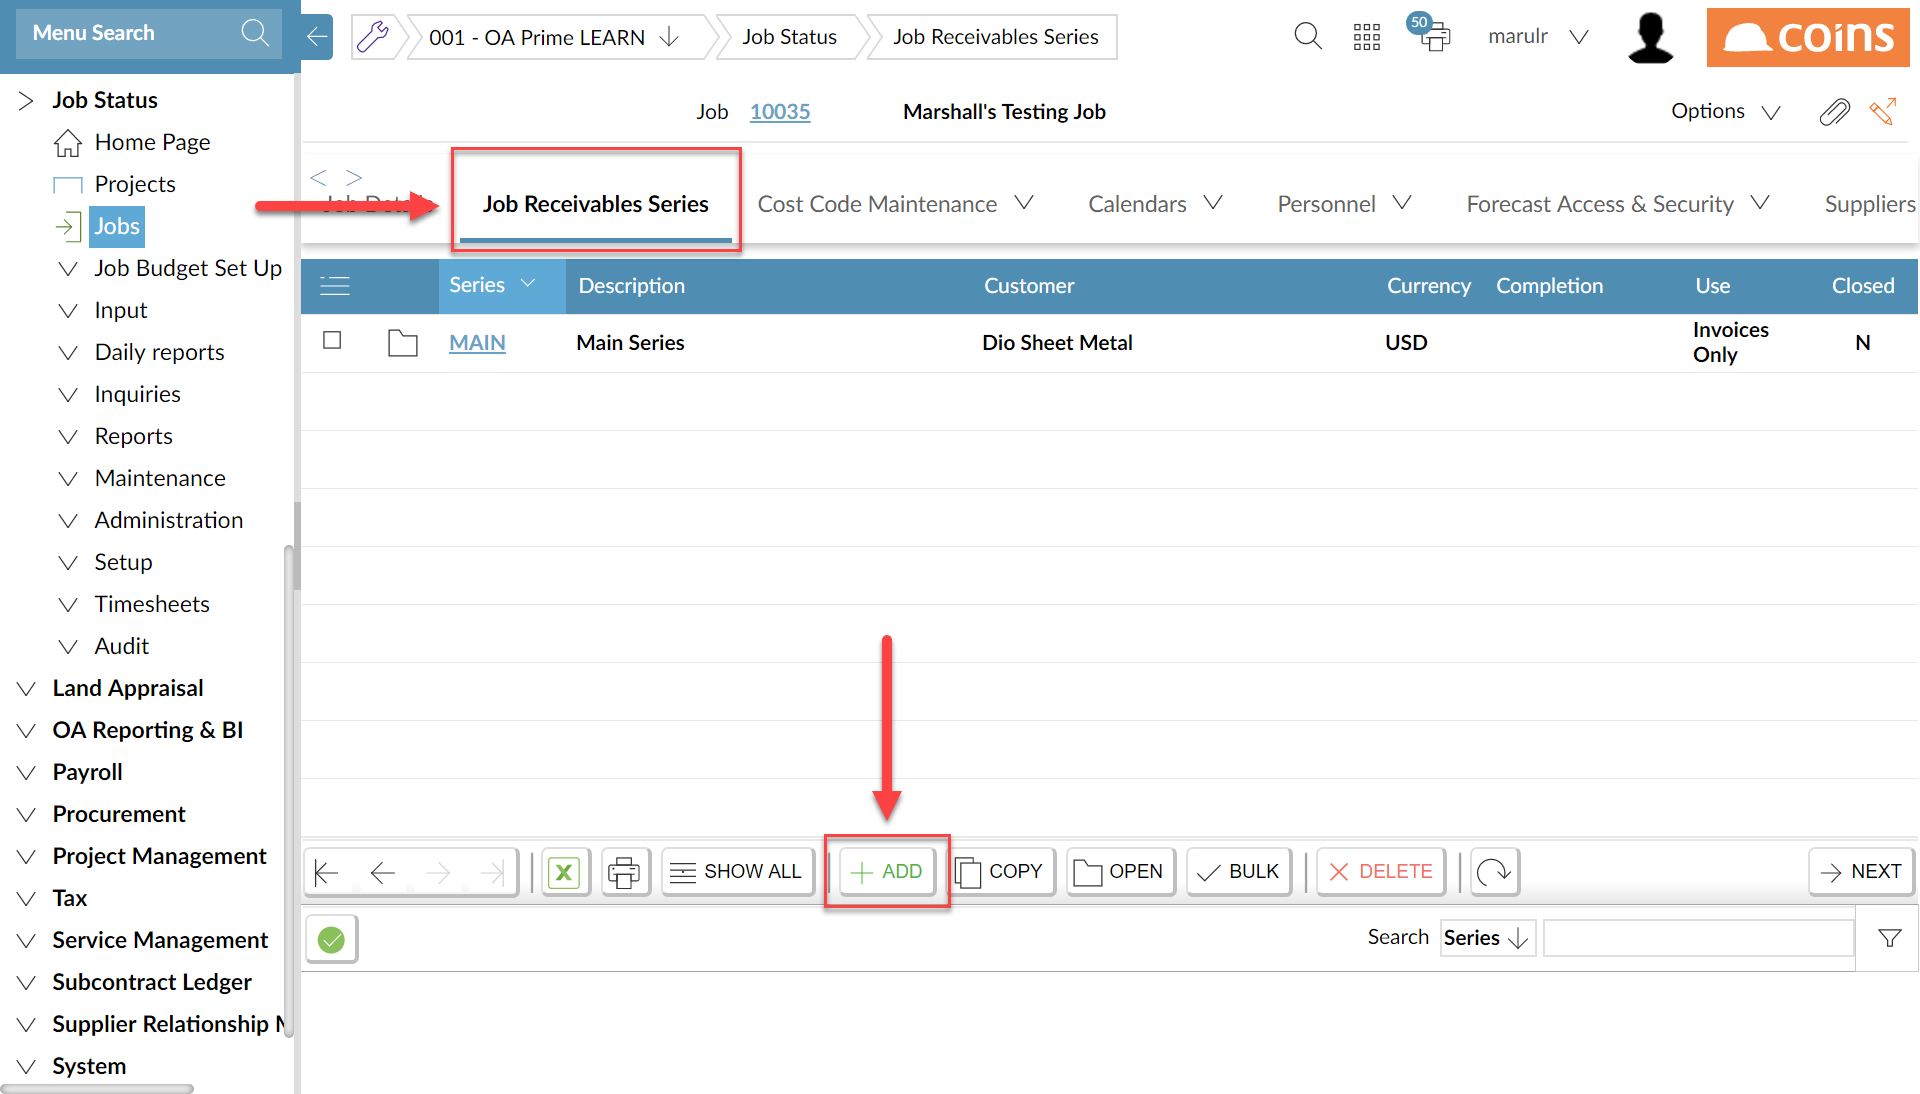 Menu Search
001 - OA Prime LEARN
Job Status
Job Receivables Series
50
marulr
coins
Job Status
Home Page
Projects
Jobs
Job Budget Set Up
Input
Daily reports
Inquiries
Reports
Maintenance
Administration
Setup
Timesheets
Audit
Land Appraisal
OA Reporting & BI
Payroll
Procurement
Project Management
Tax
Service Management
Subcontract Ledger
Supplier Relationship
System
Job 10035 Marshall's Testing Job
Options
Job Receivables Series Cost Code Maintenance Calendars Personnel Forecast Access & Security Suppliers
Series Description Customer Currency Completion Use Closed
MAIN Main Series Dio Sheet Metal USD Invoices Only N
SHOW ALL ADD COPY OPEN BULK DELETE NEXT
Search Series